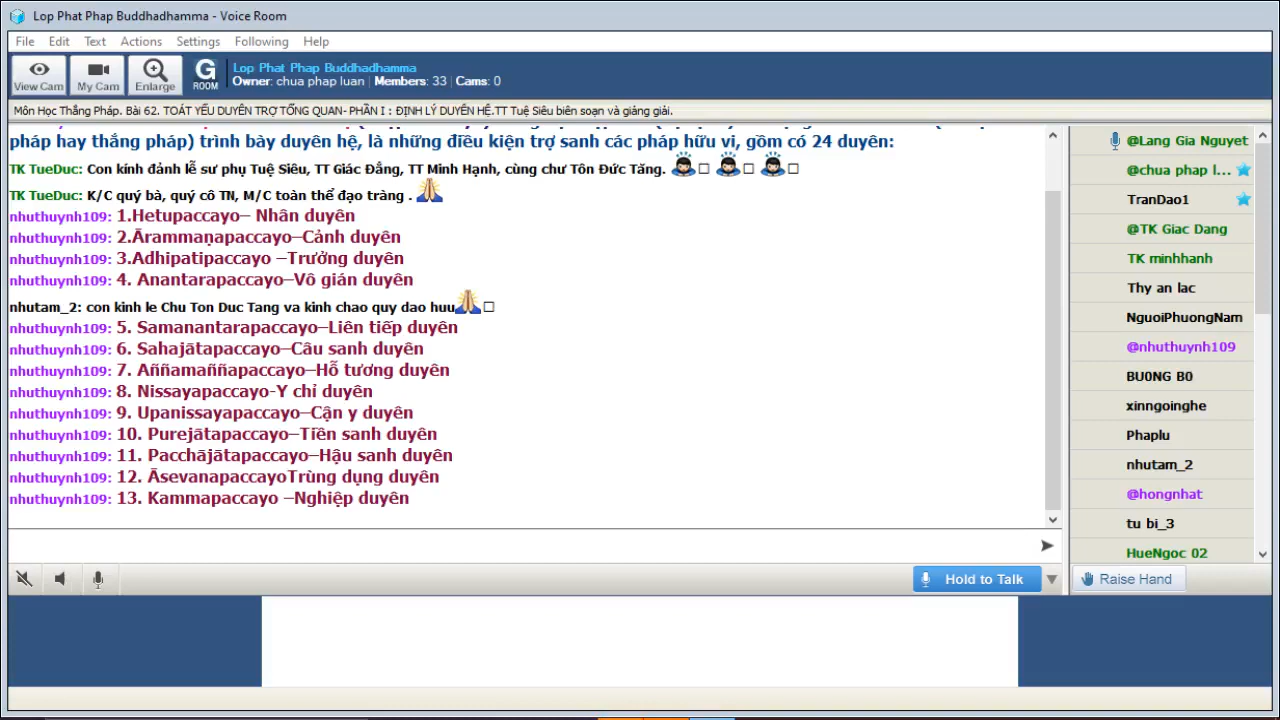 Lop Phat Phap Buddhadhamma - Voice Room
File Edit Text Actions Settings Following Help
View Cam My Cam Enlarge G ROOM
Lop Phat Phap Buddhadhamma
Owner: chua phap luan | Members: 33 | Cams: 0
Môn Học Thắng Pháp. Bài 62. TOÁT YẾU DUYÊN TRỢ TỔNG QUAN- PHẦN I : ĐỊNH LÝ DUYÊN HỆ.TT Tuệ Siêu biên soạn và giảng giải.
pháp hay thắng pháp) trình bày duyên hệ, là những điều kiện trợ sanh các pháp hữu vi, gồm có 24 duyên:
TK TueDuc: Con kính đảnh lễ sư phụ Tuệ Siêu, TT Giác Đẳng, TT Minh Hạnh, cùng chư Tôn Đức Tăng.
TK TueDuc: K/C quý bà, quý cô TN, M/C toàn thể đạo tràng .
nhuthuynh109: 1.Hetupaccayo– Nhân duyên
nhuthuynh109: 2.Ārammaṇapaccayo–Cảnh duyên
nhuthuynh109: 3.Adhipatipaccayo –Trưởng duyên
nhuthuynh109: 4. Anantarapaccayo–Vô gián duyên
nhutam_2: con kinh le Chu Ton Duc Tang va kinh chao quy dao huu
nhuthuynh109: 5. Samanantarapaccayo–Liên tiếp duyên
nhuthuynh109: 6. Sahajātapaccayo–Câu sanh duyên
nhuthuynh109: 7. Aññamaññapaccayo–Hỗ tương duyên
nhuthuynh109: 8. Nissayapaccayo-Y chỉ duyên
nhuthuynh109: 9. Upanissayapaccayo–Cận y duyên
nhuthuynh109: 10. Purejātapaccayo–Tiền sanh duyên
nhuthuynh109: 11. Pacchājātapaccayo–Hậu sanh duyên
nhuthuynh109: 12. ĀsevanapaccayoTrùng dụng duyên
nhuthuynh109: 13. Kammapaccayo –Nghiệp duyên
@Lang Gia Nguyet
@chua phap l...
TranDao1
@TK Giac Dang
TK minhhanh
Thy an lac
NguoiPhuongNam
@nhuthuynh109
BU0NG B0
xinngoinghe
Phaplu
nhutam_2
@hongnhat
tu bi_3
HueNgoc 02
Hold to Talk
Raise Hand